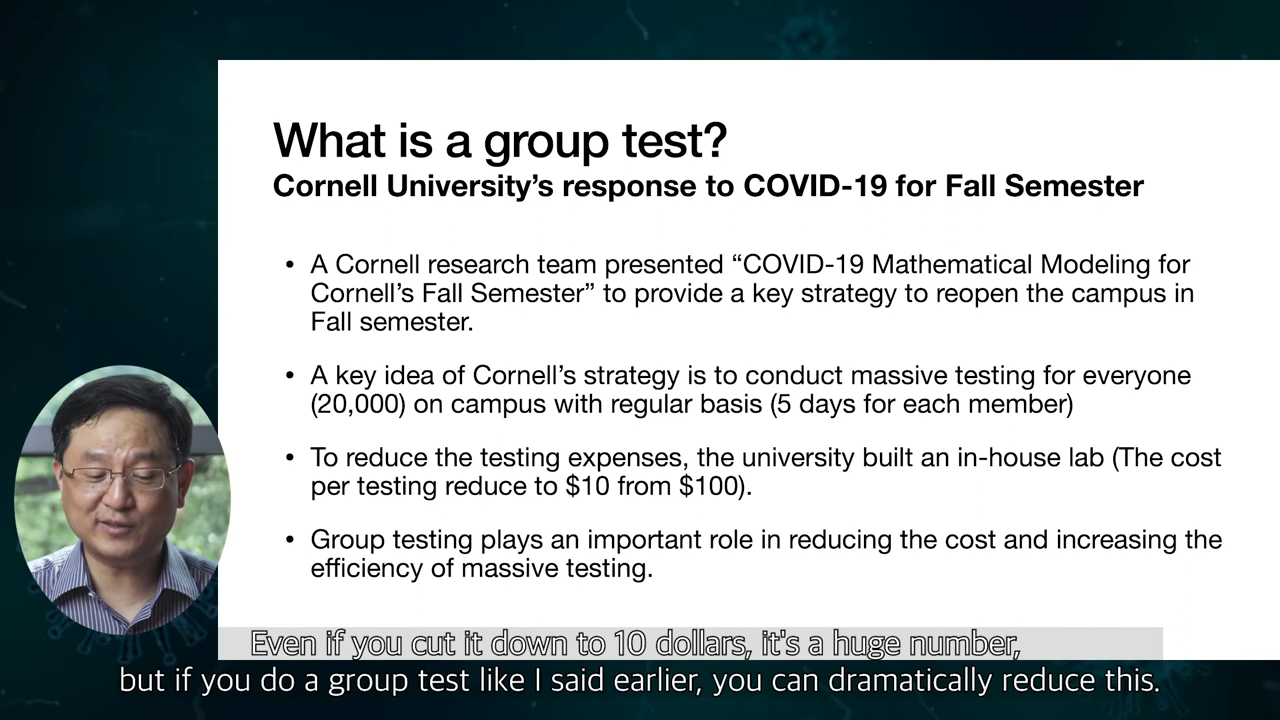 What is a group test?
Cornell University's response to COVID-19 for Fall Semester
• A Cornell research team presented “COVID-19 Mathematical Modeling for
Cornell's Fall Semester” to provide a key strategy to reopen the campus in
Fall semester.
• A key idea of Cornell's strategy is to conduct massive testing for everyone
(20,000) on campus with regular basis (5 days for each member)
• To reduce the testing expenses, the university built an in-house lab (The cost
per testing reduce to $10 from $100).
• Group testing plays an important role in reducing the cost and increasing the
efficiency of massive testing.
Even if you cut it down to 10 dollars, it's a huge number,
but if you do a group test like I said earlier, you can dramatically reduce this.